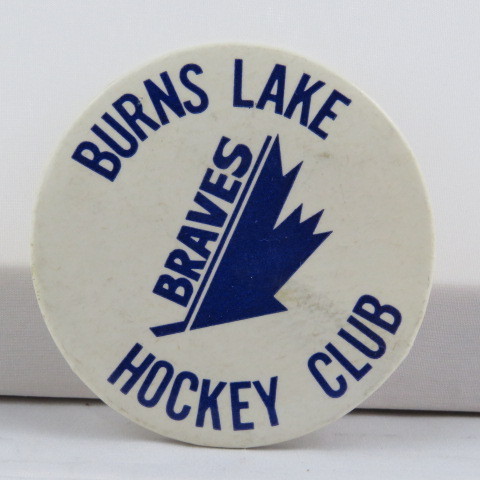 BURNS LAKE
BRAVES
HOCKEY CLUB